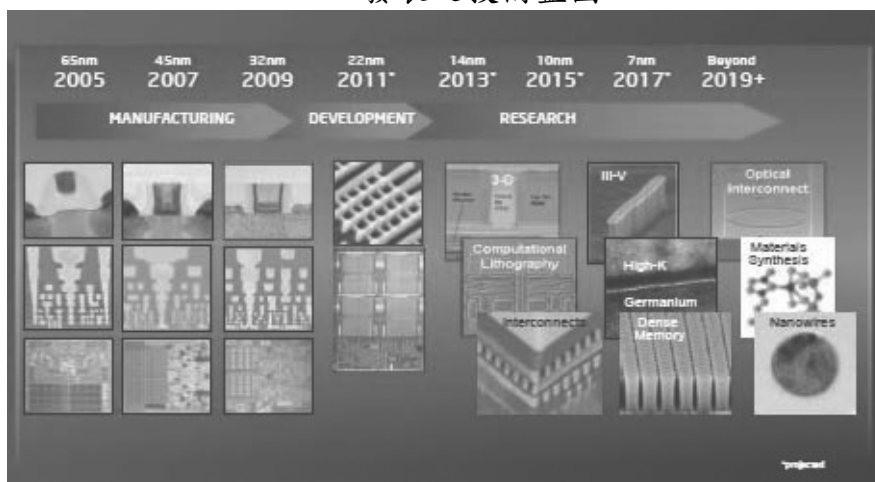 65nm 45nm 32nm 22nm 14nm 10nm 7nm Beyond
2005 2007 2009 2011* 2013* 2015* 2017* 2019+
MANUFACTURING DEVELOPMENT RESEARCH
3-D
III-V
Optical
Interconnect
Computational
Lithography
High-K
Germanium
Materials
Synthesis
Interconnects
Dense
Memory
Nanowires
*projected